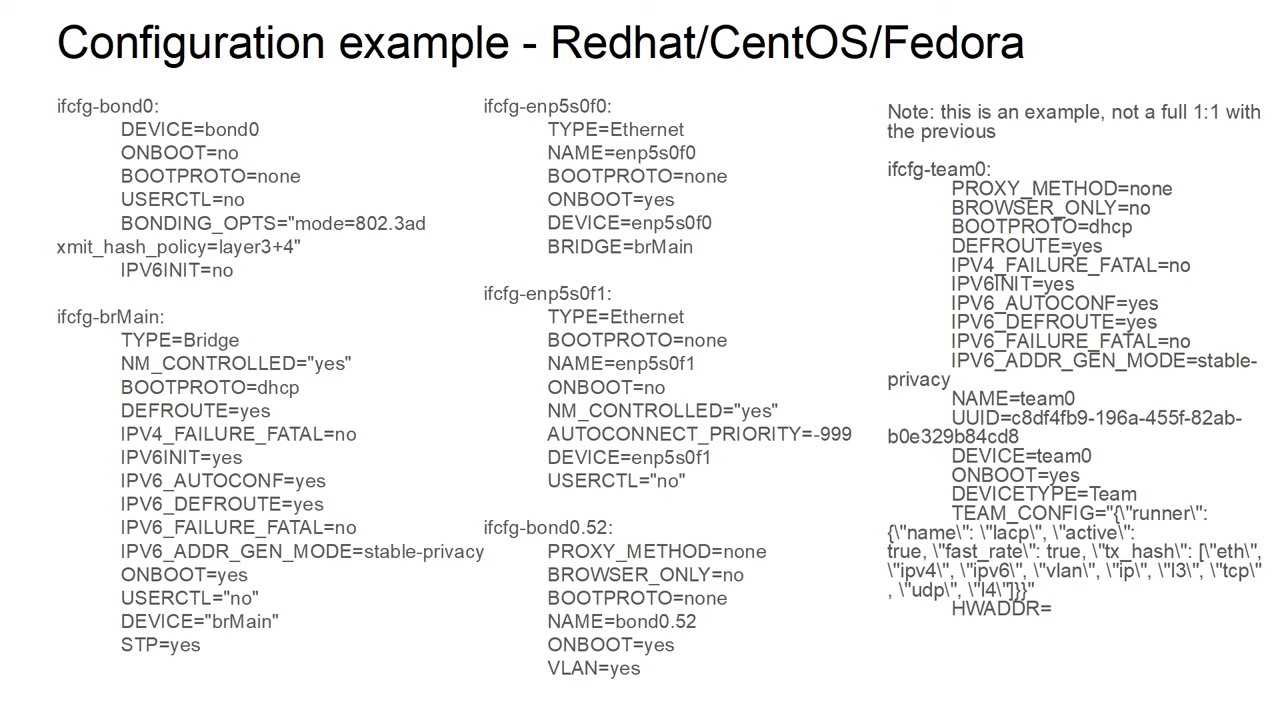 Configuration example - Redhat/CentOS/Fedora
ifcfg-bond0:
DEVICE=bond0
ONBOOT=no
BOOTPROTO=none
USERCTL=no
BONDING_OPTS="mode=802.3ad
xmit_hash_policy=layer3+4"
IPV6INIT=no
ifcfg-brMain:
TYPE=Bridge
NM_CONTROLLED="yes"
BOOTPROTO=dhcp
DEFROUTE=yes
IPV4_FAILURE_FATAL=no
IPV6INIT=yes
IPV6_AUTOCONF=yes
IPV6_DEFROUTE=yes
IPV6_FAILURE_FATAL=no
IPV6_ADDR_GEN_MODE=stable-privacy
ONBOOT=yes
USERCTL="no"
DEVICE="brMain"
STP=yes
ifcfg-enp5s0f0:
TYPE=Ethernet
NAME=enp5s0f0
BOOTPROTO=none
ONBOOT=yes
DEVICE=enp5s0f0
BRIDGE=brMain
ifcfg-enp5s0f1:
TYPE=Ethernet
BOOTPROTO=none
NAME=enp5s0f1
ONBOOT=no
NM_CONTROLLED="yes"
AUTOCONNECT_PRIORITY=-999
DEVICE=enp5s0f1
USERCTL="no"
ifcfg-bond0.52:
PROXY_METHOD=none
BROWSER_ONLY=no
BOOTPROTO=none
NAME=bond0.52
ONBOOT=yes
VLAN=yes
Note: this is an example, not a full 1:1 with
the previous
ifcfg-team0:
PROXY_METHOD=none
BROWSER_ONLY=no
BOOTPROTO=dhcp
DEFROUTE=yes
IPV4_FAILURE_FATAL=no
IPV6INIT=yes
IPV6_AUTOCONF=yes
IPV6_DEFROUTE=yes
IPV6_FAILURE_FATAL=no
IPV6_ADDR_GEN_MODE=stable-
privacy
NAME=team0
UUID=c8df4fb9-196a-455f-82ab-
b0e329b84cd8
DEVICE=team0
ONBOOT=yes
DEVICETYPE=Team
TEAM_CONFIG="{\"runner\":
{\"name\": \"lacp\", \"active\":
true, \"fast_rate\": true, \"tx_hash\": [\"eth\",
\"ipv4\", \"ipv6\", \"vlan\", \"ip\", \"l3\", \"tcp\"
, \"udp\", \"l4\"]}}"
HWADDR=